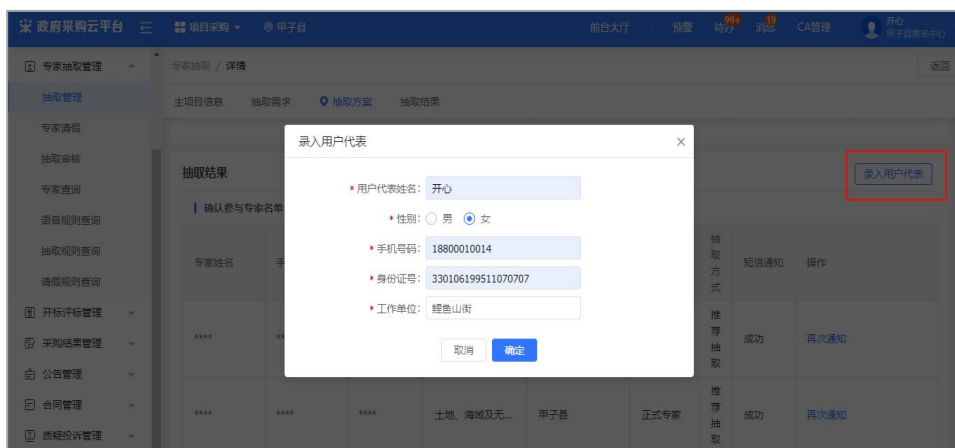 政府采购云平台 项目采购 甲子县 前台大厅 预警 待办 99+ 消息 19 CA管理 开心
甲子县集采中心
专家抽取管理 专家抽取 / 详情 返回
抽取管理 主项目信息 抽取需求 抽取方案 抽取结果
专家请假
录入用户代表
抽取审核
抽取结果 录入用户代表
专家查询 *用户代表姓名: 开心
语音规则查询 确认参与专家名单 *性别: 男 女
抽取规则查询 专家姓名 手 *手机号码: 18800010014 抽取方式 短信通知 操作
请假规则查询 *身份证号: 330106199511070707
开标评标管理 *工作单位: 鲤鱼山街
采购结果管理 **** ** 取消 确定 推荐抽取 成功 再次通知
公告管理
合同管理 **** **** **** 土地、海域及无... 甲子县 正式专家 推荐抽取 成功 再次通知
质疑投诉管理